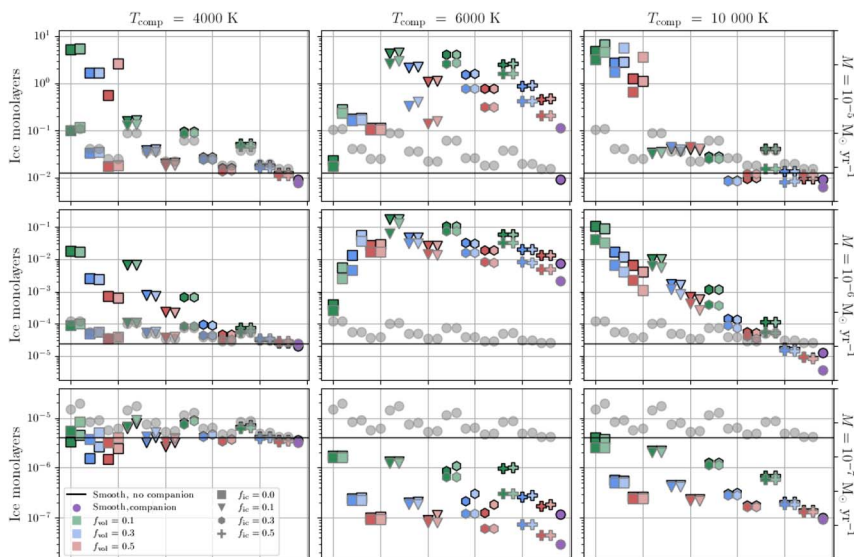 T_comp = 4000 K
T_comp = 6000 K
T_comp = 10 000 K
Ice monolayers
10^1
10^0
10^-1
10^-2
Ṁ = 10^-5 M_⊙ yr^-1
Ice monolayers
10^-1
10^-2
10^-3
10^-4
10^-5
Ṁ = 10^-6 M_⊙ yr^-1
Ice monolayers
10^-5
10^-6
10^-7
Ṁ = 10^-7 M_⊙ yr^-1
Smooth, no companion
Smooth,companion
f_vol = 0.1
f_vol = 0.3
f_vol = 0.5
f_ic = 0.0
f_ic = 0.1
f_ic = 0.3
f_ic = 0.5